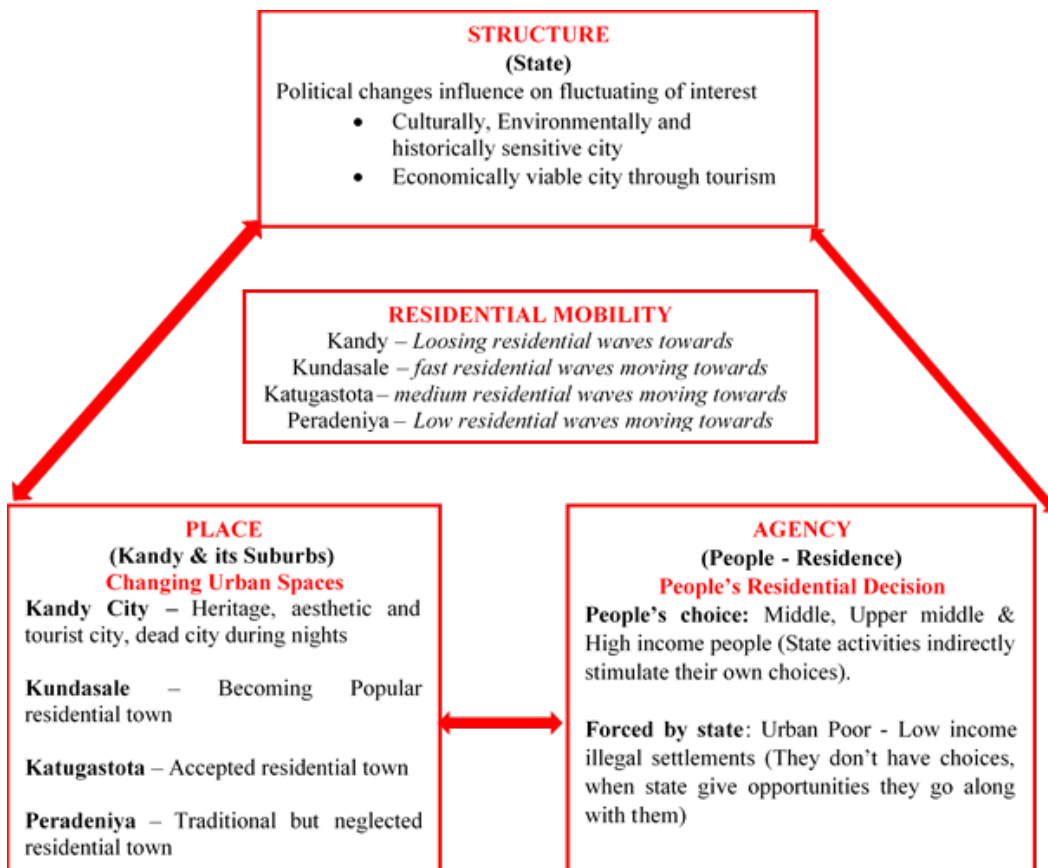 STRUCTURE
(State)
Political changes influence on fluctuating of interest
• Culturally, Environmentally and
historically sensitive city
• Economically viable city through tourism
RESIDENTIAL MOBILITY
Kandy – Loosing residential waves towards
Kundasale – fast residential waves moving towards
Katugastota – medium residential waves moving towards
Peradeniya – Low residential waves moving towards
PLACE
(Kandy & its Suburbs)
Changing Urban Spaces
Kandy City – Heritage, aesthetic and
tourist city, dead city during nights
Kundasale – Becoming Popular
residential town
Katugastota – Accepted residential town
Peradeniya – Traditional but neglected
residential town
AGENCY
(People - Residence)
People's Residential Decision
People's choice: Middle, Upper middle &
High income people (State activities indirectly
stimulate their own choices).
Forced by state: Urban Poor - Low income
illegal settlements (They don't have choices,
when state give opportunities they go along
with them)